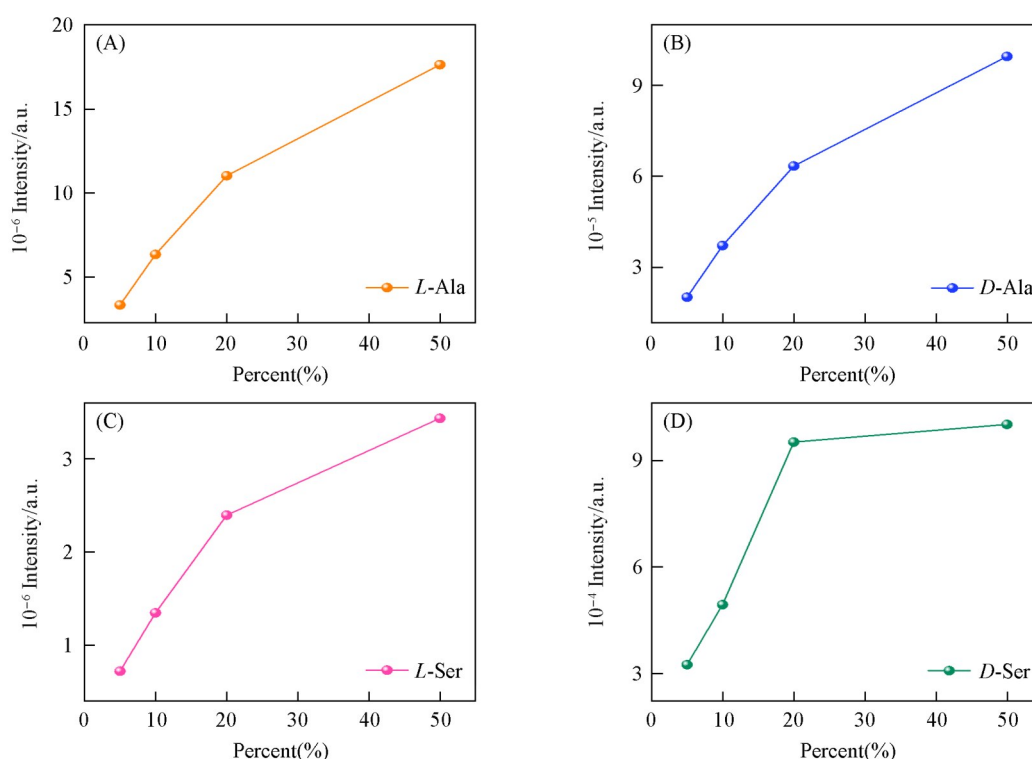 (A)
20
15
10
5
10⁻⁶ Intensity/a.u.
L-Ala
0 10 20 30 40 50
Percent(%)
(B)
9
6
3
10⁻⁵ Intensity/a.u.
D-Ala
0 10 20 30 40 50
Percent(%)
(C)
3
2
1
10⁻⁶ Intensity/a.u.
L-Ser
0 10 20 30 40 50
Percent(%)
(D)
9
6
3
10⁻⁴ Intensity/a.u.
D-Ser
0 10 20 30 40 50
Percent(%)